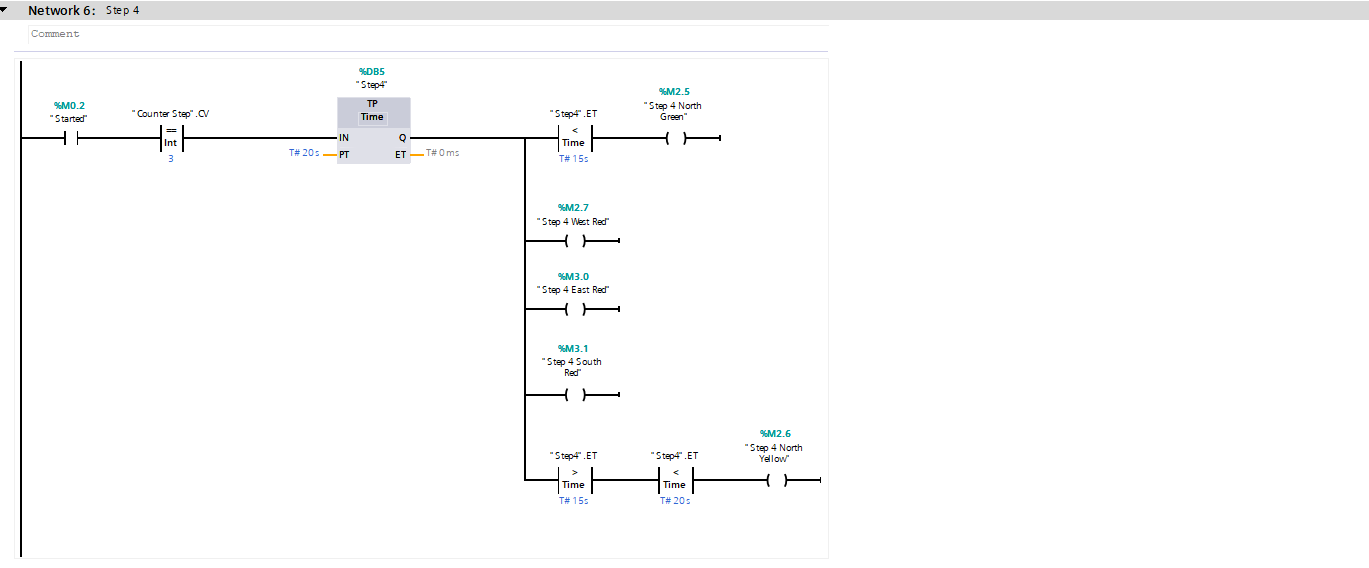 Network 6: Step 4
Comment
%DB5
"Step4"
TP
Time
IN
Q
T#20s
PT
ET
T#0ms
%M0.2
"Started"
"Counter Step".CV
==
Int
3
"Step4".ET
<
Time
T#15s
%M2.5
"Step 4 North
Green"
%M2.7
"Step 4 West Red"
%M3.0
"Step 4 East Red"
%M3.1
"Step 4 South
Red"
"Step4".ET
>
Time
T#15s
"Step4".ET
<
Time
T#20s
%M2.6
"Step 4 North
Yellow"